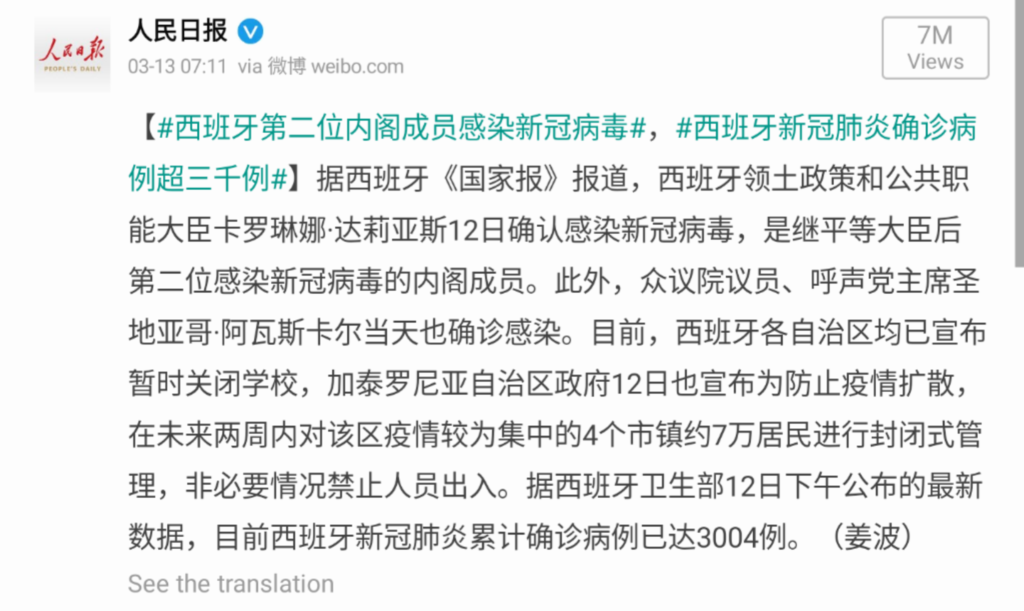 人民日报
PEOPLE'S DAILY
人民日报
03-13 07:11 via 微博 weibo.com
7M
Views
【#西班牙第二位内阁成员感染新冠病毒#，#西班牙新冠肺炎确诊病
例超三千例#】据西班牙《国家报》报道，西班牙领土政策和公共职
能大臣卡罗琳娜·达莉亚斯12日确认感染新冠病毒，是继平等大臣后
第二位感染新冠病毒的内阁成员。此外，众议院议员、呼声党主席圣
地亚哥·阿瓦斯卡尔当天也确诊感染。目前，西班牙各自治区均已宣布
暂时关闭学校，加泰罗尼亚自治区政府12日也宣布为防止疫情扩散，
在未来两周内对该区疫情较为集中的4个市镇约7万居民进行封闭式管
理，非必要情况禁止人员出入。据西班牙卫生部12日下午公布的最新
数据，目前西班牙新冠肺炎累计确诊病例已达3004例。（姜波）
See the translation